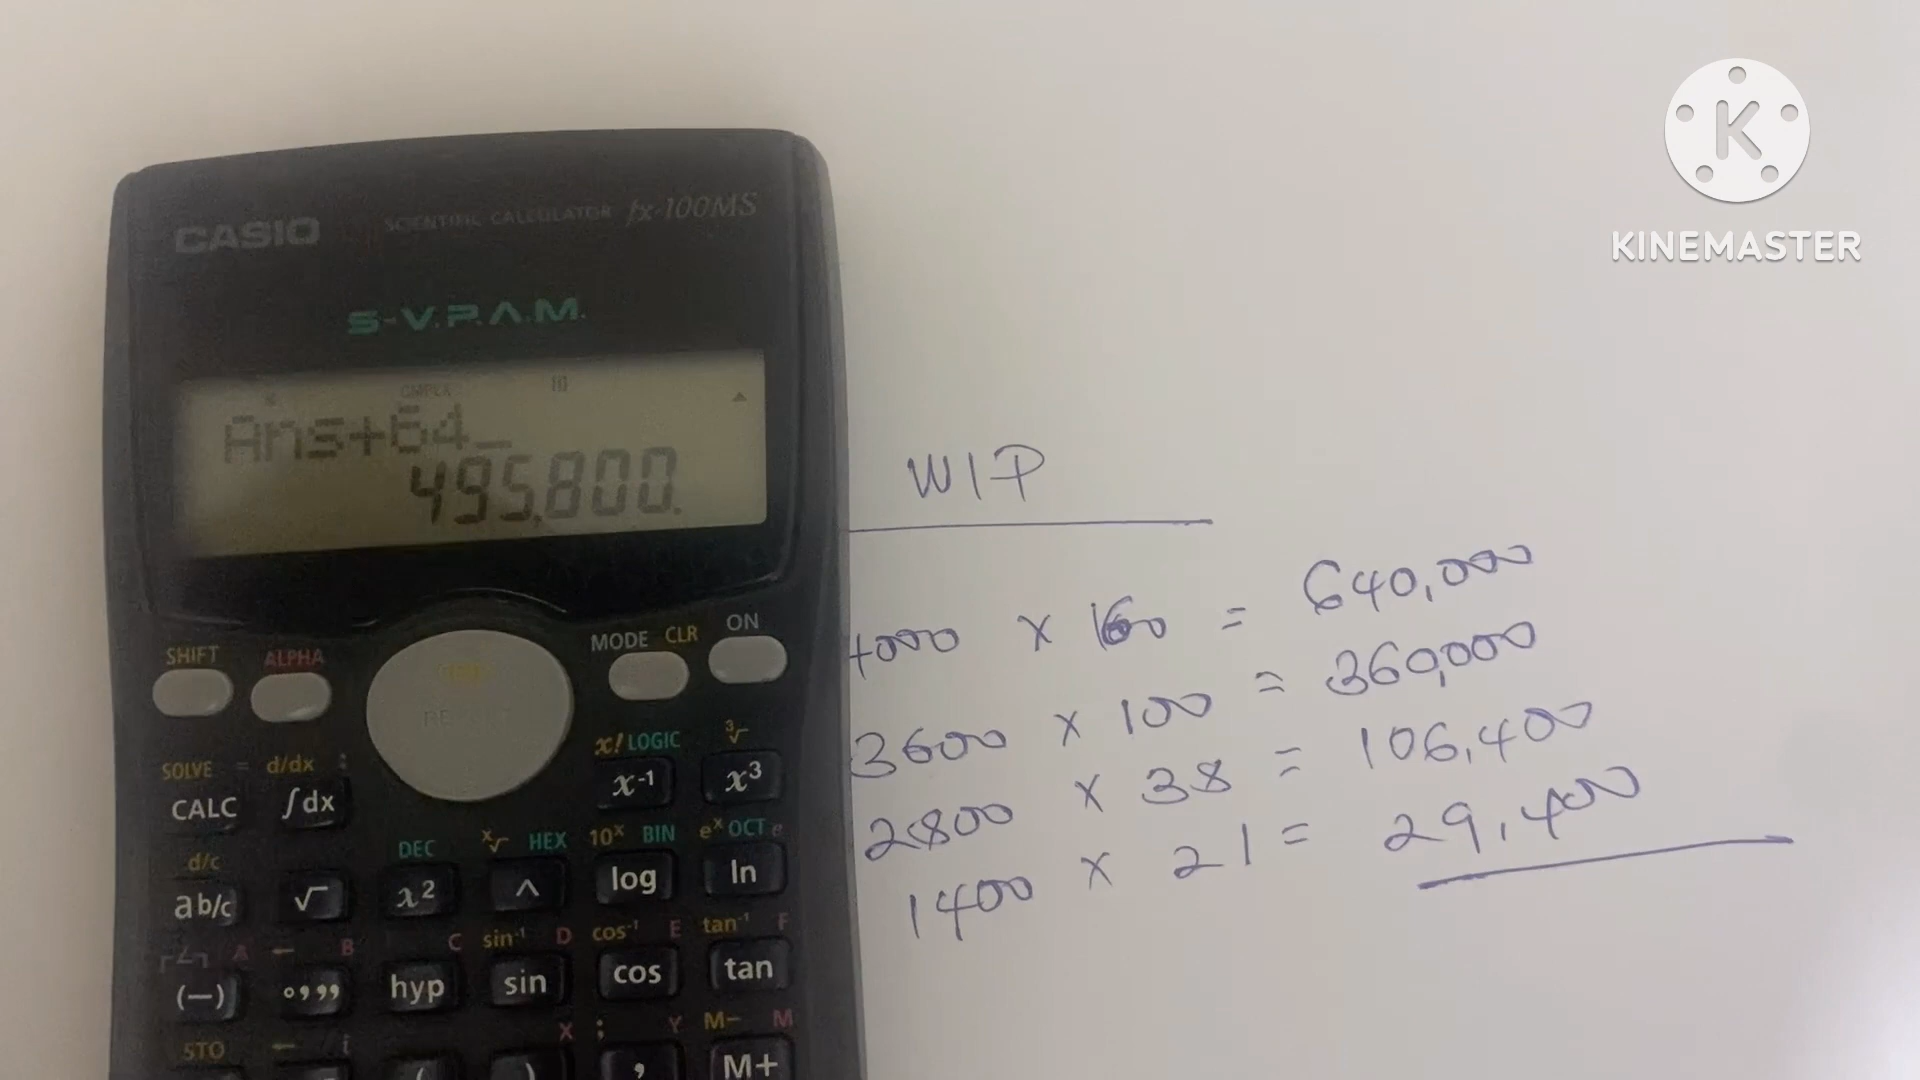 KINEMASTER
CASIO SCIENTIFIC CALCULATOR fx-100MS
S-V.P.A.M.
Ans+64_
495,800.
WIP
4000 x 160 = 640,000
3600 x 100 = 360,000
2800 x 38 = 106,400
1400 x 21 = 29,400
SHIFT ALPHA MODE CLR ON
SOLVE = d/dx : x! LOGIC ³√
CALC ∫dx x⁻¹ x³
d/c DEC ˣ√ HEX 10ˣ BIN eˣ OCT e
ab/c √ x² ^ log ln
A ← B C sin⁻¹ D cos⁻¹ E tan⁻¹ F
(−) °,,, hyp sin cos tan
STO ← i X ; Y M− M
( ) , M+